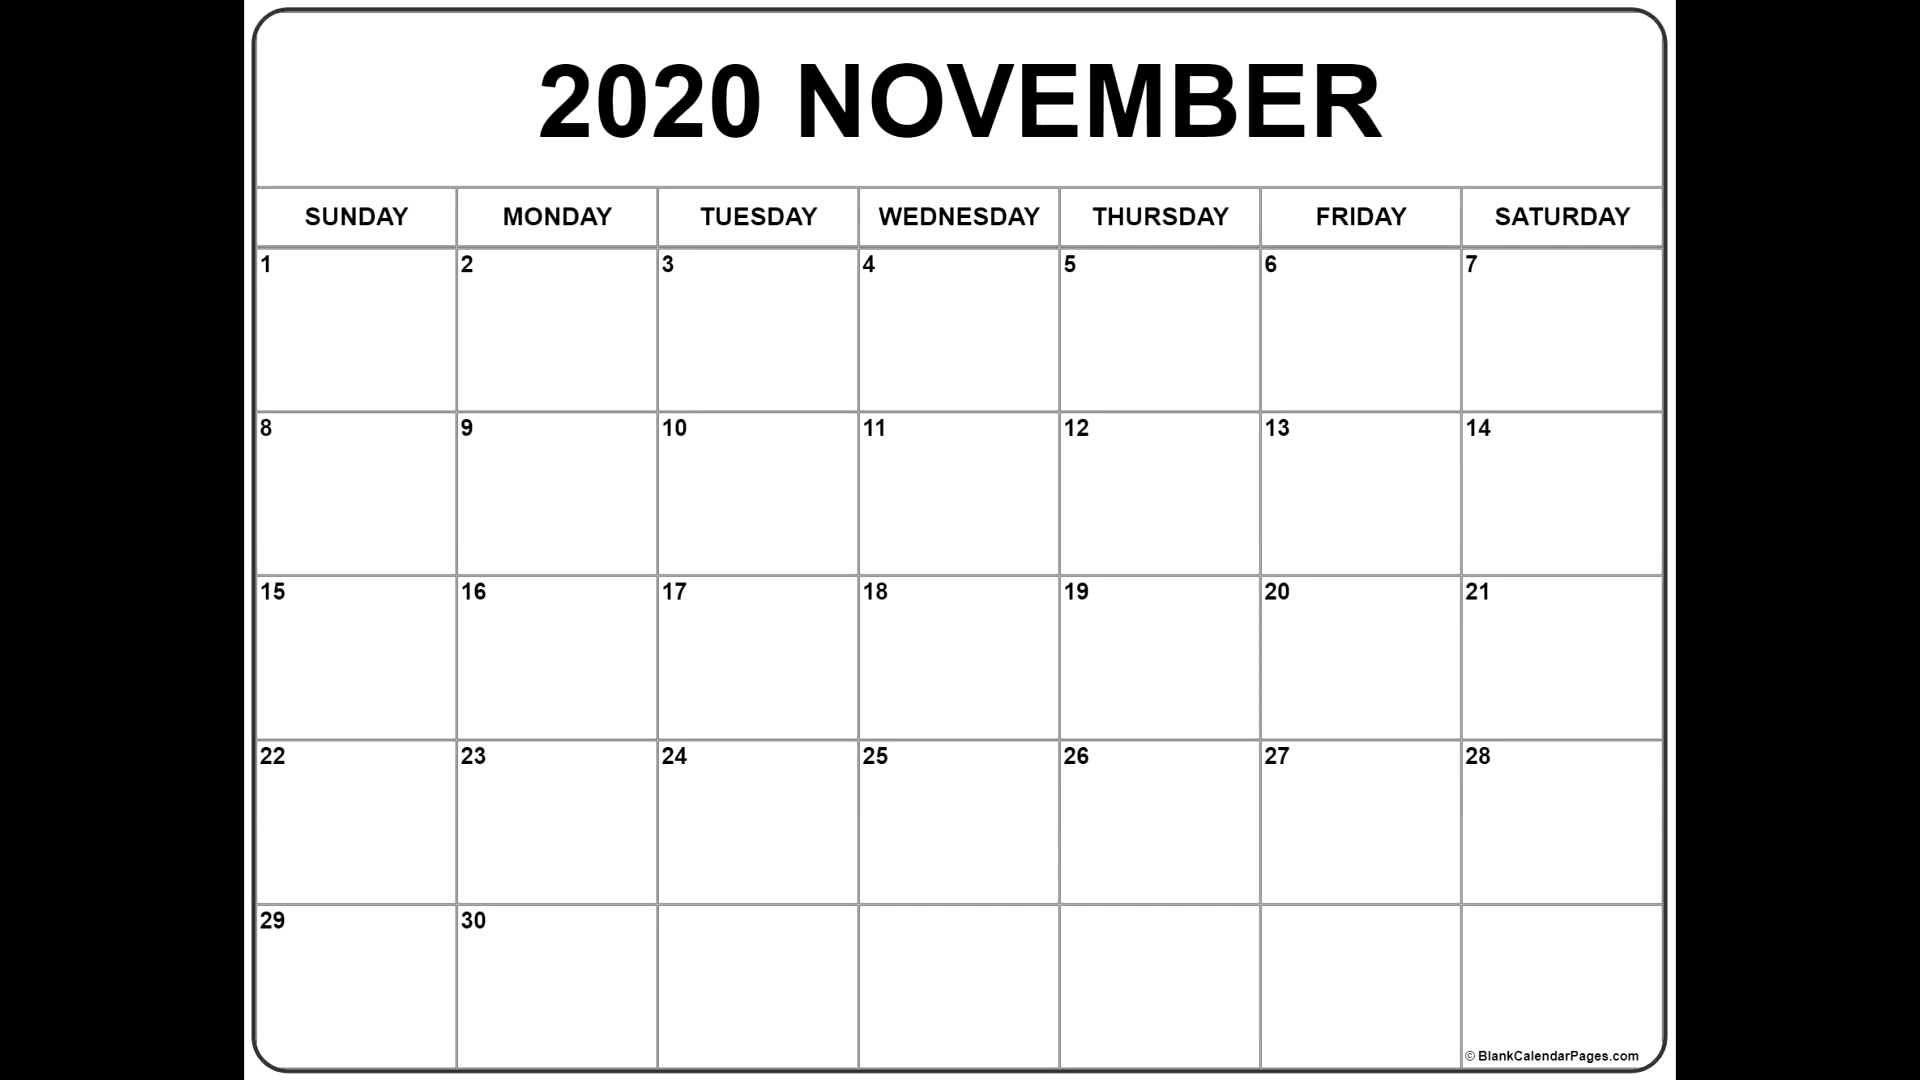 2020 NOVEMBER
SUNDAY MONDAY TUESDAY WEDNESDAY THURSDAY FRIDAY SATURDAY
1 2 3 4 5 6 7
8 9 10 11 12 13 14
15 16 17 18 19 20 21
22 23 24 25 26 27 28
29 30
© BlankCalendarPages.com